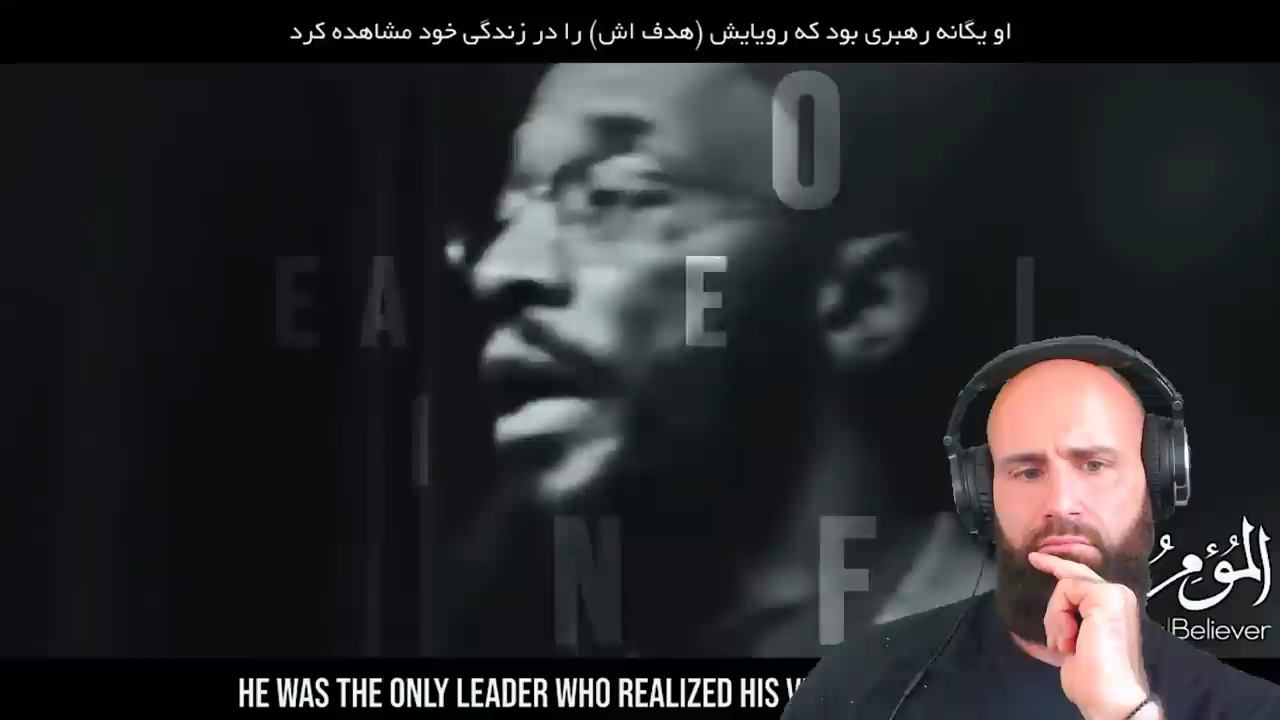 او یگانه رهبری بود که رویایش (هدف اش) را در زندگی خود مشاهده کرد
O
E A E I
I
N F
المؤمن
Believer
HE WAS THE ONLY LEADER WHO REALIZED HIS